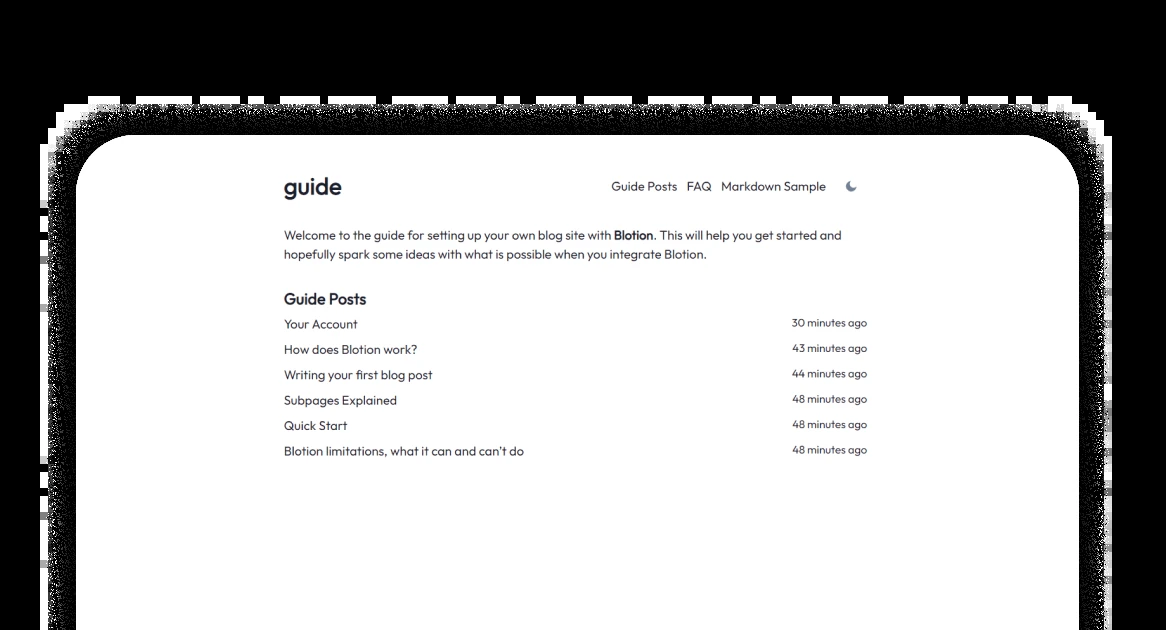 guide
Guide Posts FAQ Markdown Sample
Welcome to the guide for setting up your own blog site with Blotion. This will help you get started and
hopefully spark some ideas with what is possible when you integrate Blotion.
Guide Posts
Your Account 30 minutes ago
How does Blotion work? 43 minutes ago
Writing your first blog post 44 minutes ago
Subpages Explained 48 minutes ago
Quick Start 48 minutes ago
Blotion limitations, what it can and can't do 48 minutes ago